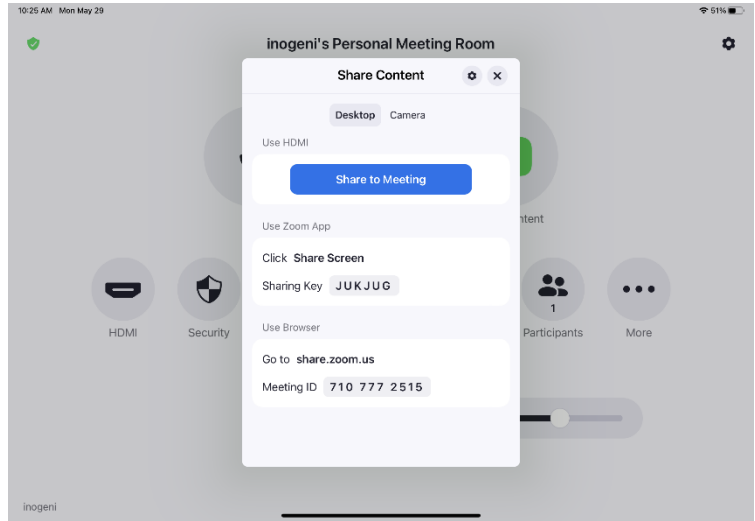 10:25 AM Mon May 29
51%
inogeni's Personal Meeting Room
Share Content
Desktop Camera
Use HDMI
Share to Meeting
Use Zoom App
Click Share Screen
Sharing Key JUKJUG
Use Browser
Go to share.zoom.us
Meeting ID 710 777 2515
ntent
1
HDMI Security Participants More
inogeni